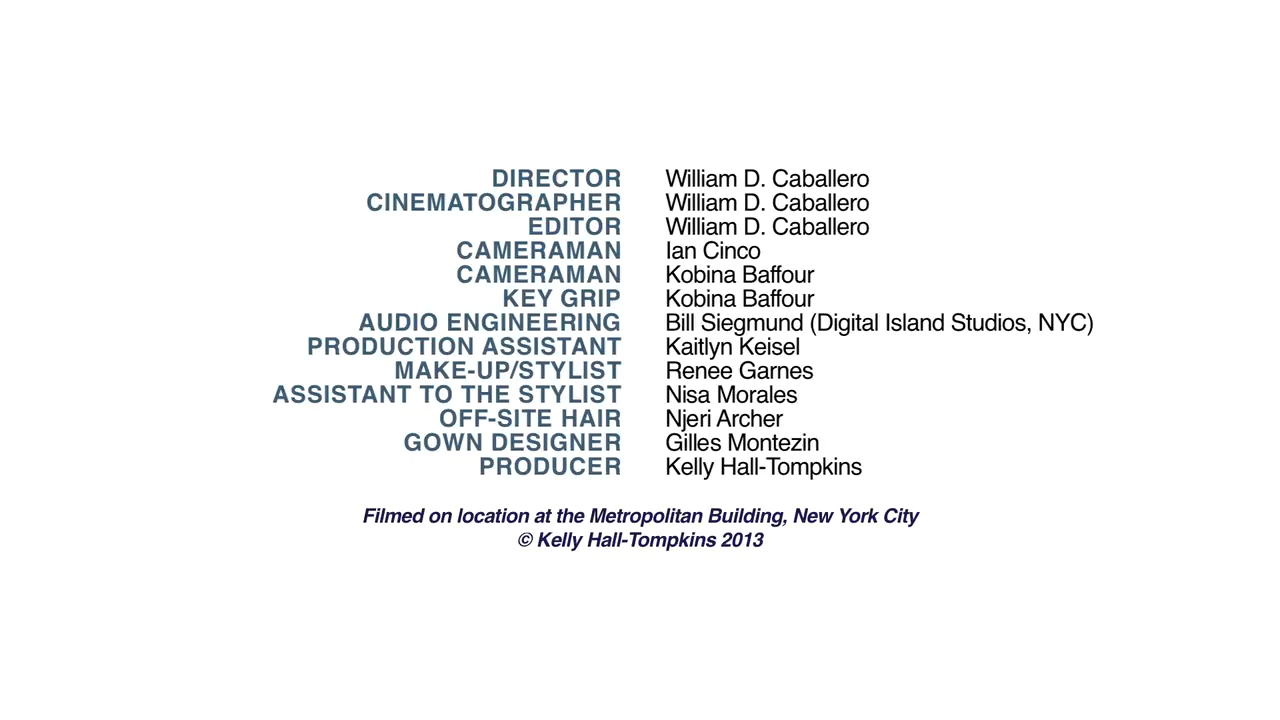 DIRECTOR William D. Caballero
CINEMATOGRAPHER William D. Caballero
EDITOR William D. Caballero
CAMERAMAN Ian Cinco
CAMERAMAN Kobina Baffour
KEY GRIP Kobina Baffour
AUDIO ENGINEERING Bill Siegmund (Digital Island Studios, NYC)
PRODUCTION ASSISTANT Kaitlyn Keisel
MAKE-UP/STYLIST Renee Garnes
ASSISTANT TO THE STYLIST Nisa Morales
OFF-SITE HAIR Njeri Archer
GOWN DESIGNER Gilles Montezin
PRODUCER Kelly Hall-Tompkins
Filmed on location at the Metropolitan Building, New York City
© Kelly Hall-Tompkins 2013